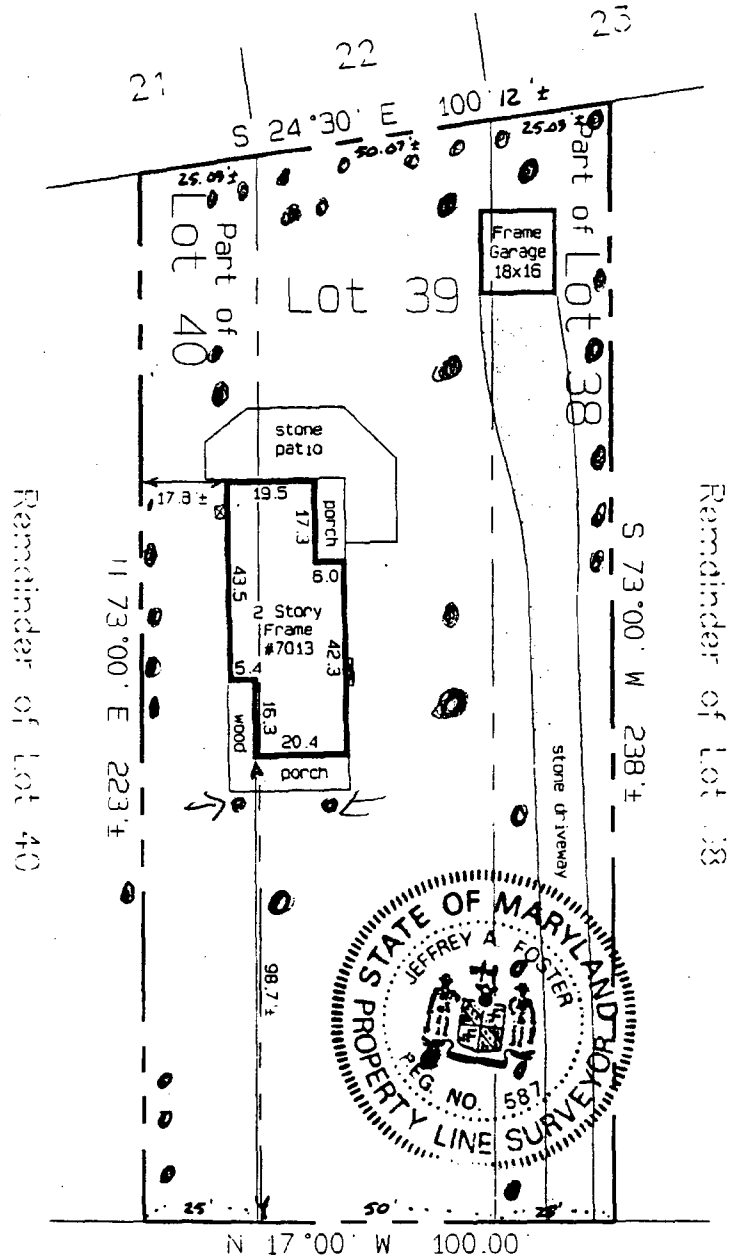 21
22
23
S 24°30' E 100'12'±
25.09'±
50.07'±
25.03'±
Part of
Lot 40
Lot 39
Part of Lot 38
Frame
Garage
18x16
stone
patio
17.8'±
19.5
17.3
porch
6.0
43.5
2 Story
Frame
#7013
42.3
5.4
16.3
wood
20.4
porch
Remainder of Lot 40
N 73°00' E 223'±
S 73°00' W 238'±
Remainder of Lot 38
stone driveway
98.7'±
STATE OF MARYLAND
JEFFREY A. FOSTER
REG. NO. 587
PROPERTY LINE SURVEYOR
25'
50'
25'
N 17°00' W 100.00'